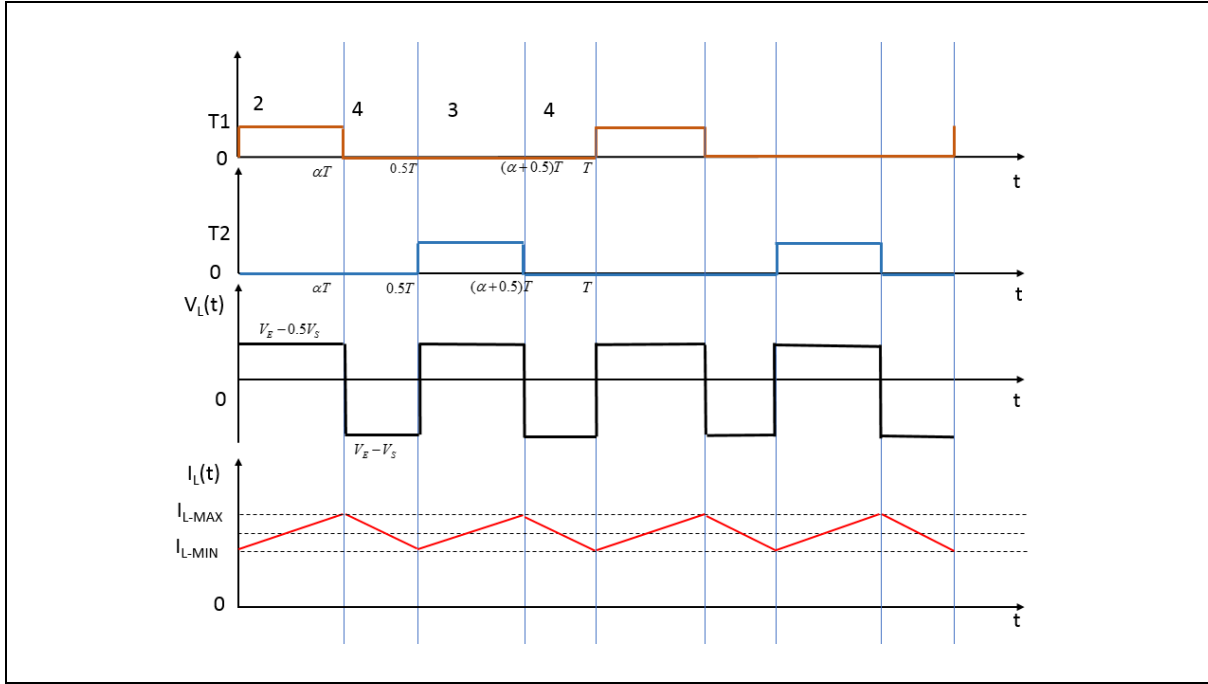 2 4 3 4
T1
0
αT 0.5T (α+0.5)T T
t
T2
0
αT 0.5T (α+0.5)T T
t
V_L(t)
V_E − 0.5V_S
0
t
V_E − V_S
I_L(t)
I_L-MAX
I_L-MIN
0
t